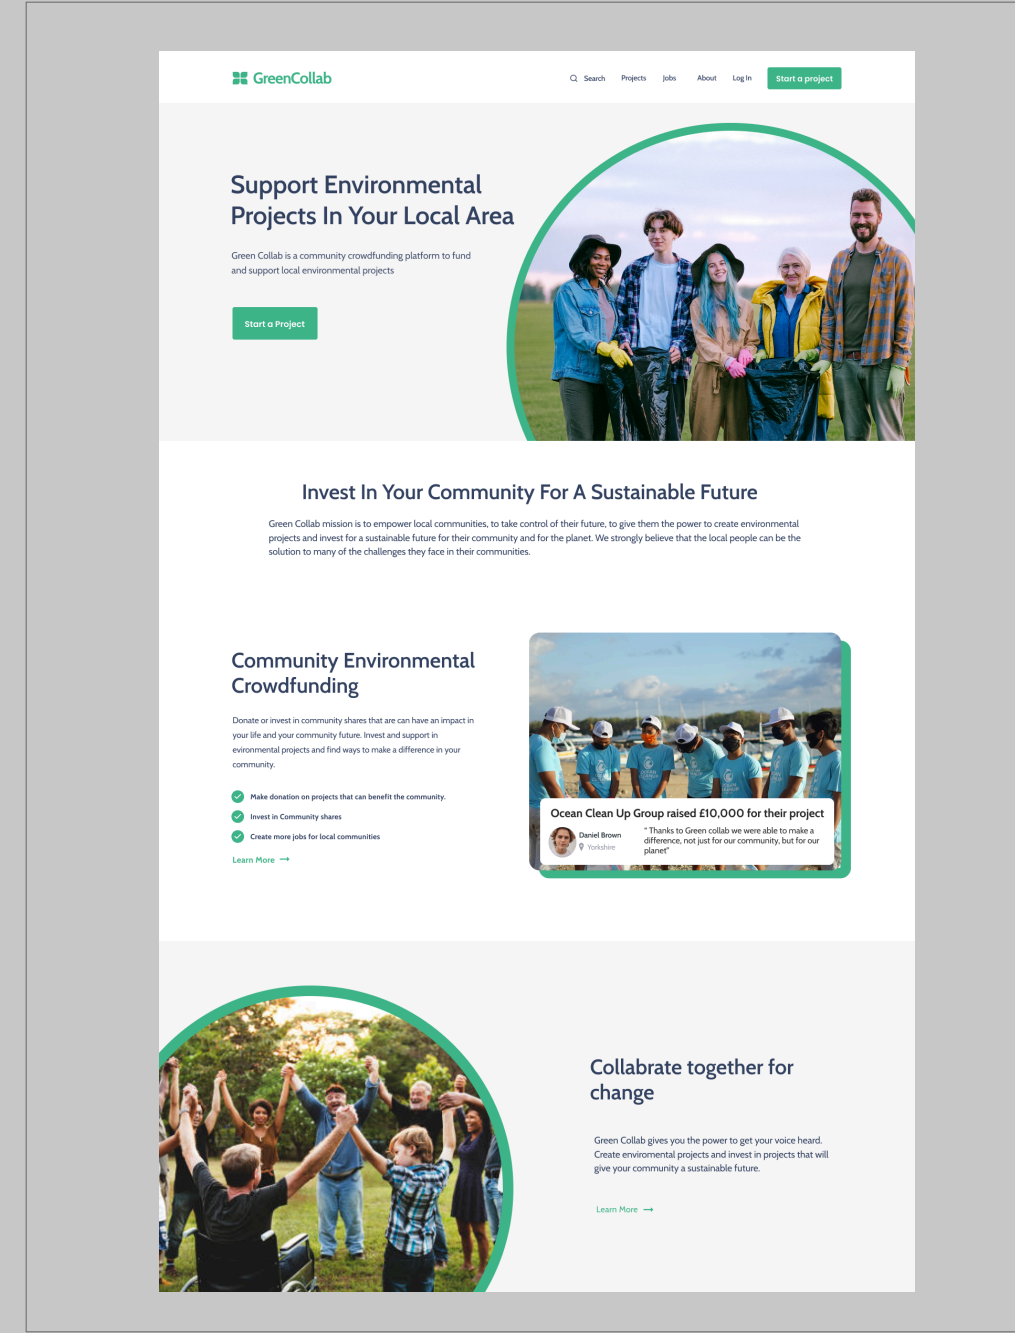 GreenCollab
Search Projects Jobs About Log In Start a project
Support Environmental
Projects In Your Local Area
Green Collab is a community crowdfunding platform to fund
and support local environmental projects
Start a Project
Invest In Your Community For A Sustainable Future
Green Collab mission is to empower local communities, to take control of their future, to give them the power to create environmental
projects and invest for a sustainable future for their community and for the planet. We strongly believe that the local people can be the
solution to many of the challenges they face in their communities.
Community Environmental
Crowdfunding
Donate or invest in community shares that are can have an impact in
your life and your community future. Invest and support in
evironmental projects and find ways to make a difference in your
community.
Make donation on projects that can benefit the community.
Invest in Community shares
Create more jobs for local communities
Learn More
Ocean Clean Up Group raised £10,000 for their project
Daniel Brown
Yorkshire
" Thanks to Green collab we were able to make a
difference, not just for our community, but for our
planet"
Collabrate together for
change
Green Collab gives you the power to get your voice heard.
Create enviromental projects and invest in projects that will
give your community a sustainable future.
Learn More